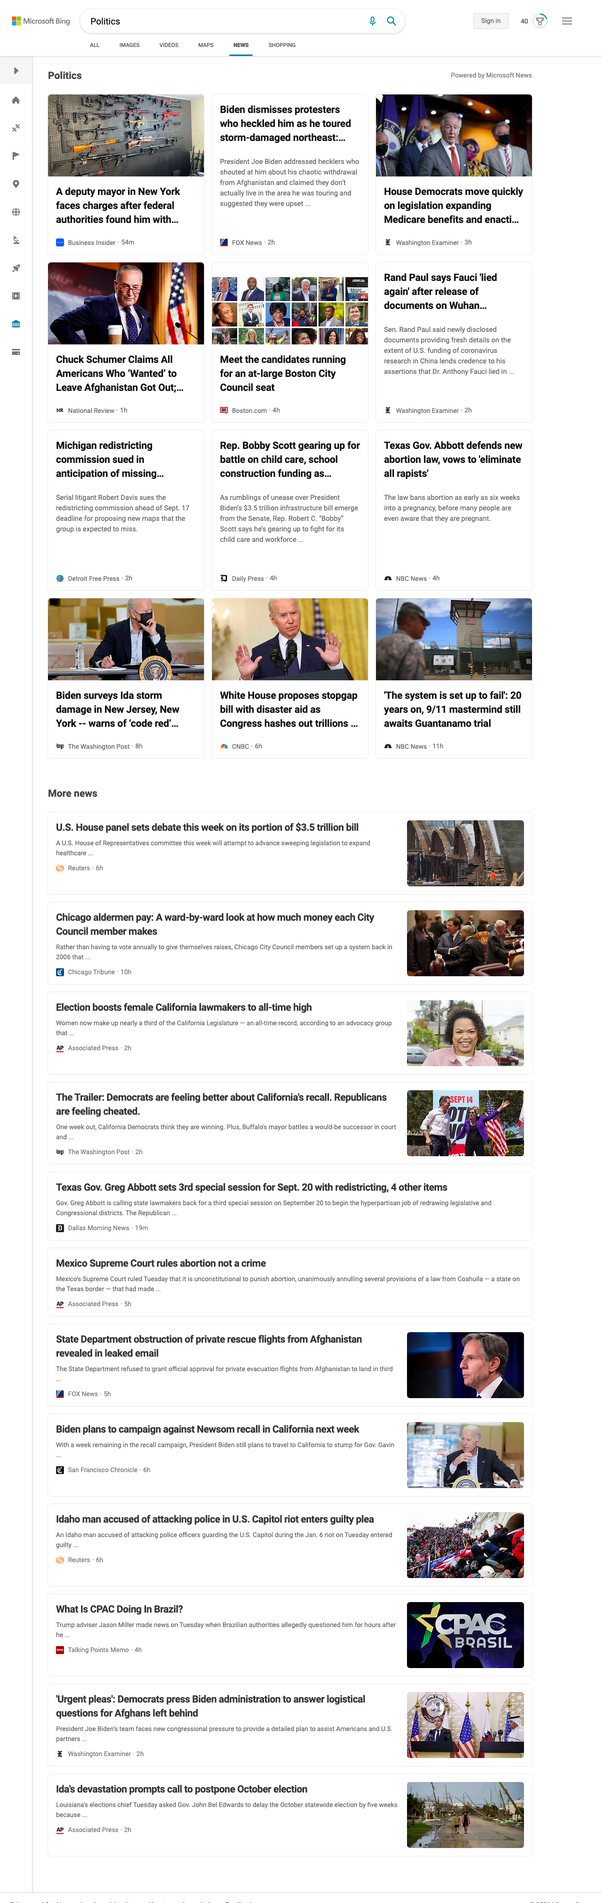 Microsoft Bing
Politics
Sign in
40
ALL
IMAGES
VIDEOS
MAPS
NEWS
SHOPPING
Politics
Powered by Microsoft News
A deputy mayor in New York
faces charges after federal
authorities found him with...
Business Insider · 54m
Biden dismisses protesters
who heckled him as he toured
storm-damaged northeast:...
President Joe Biden addressed hecklers who
shouted at him about his chaotic withdrawal
from Afghanistan and claimed they don't
actually live in the area he was touring and
suggested they were upset ...
FOX News · 2h
House Democrats move quickly
on legislation expanding
Medicare benefits and enacti...
Washington Examiner · 3h
Chuck Schumer Claims All
Americans Who 'Wanted' to
Leave Afghanistan Got Out;...
NR
National Review · 1h
Meet the candidates running
for an at-large Boston City
Council seat
Boston.com · 4h
Rand Paul says Fauci 'lied
again' after release of
documents on Wuhan...
Sen. Rand Paul said newly disclosed
documents providing fresh details on the
extent of U.S. funding of coronavirus
research in China lends credence to his
assertions that Dr. Anthony Fauci lied in ...
Washington Examiner · 2h
Michigan redistricting
commission sued in
anticipation of missing...
Serial litigant Robert Davis sues the
redistricting commission ahead of Sept. 17
deadline for proposing new maps that the
group is expected to miss.
Detroit Free Press · 2h
Rep. Bobby Scott gearing up for
battle on child care, school
construction funding as...
As rumblings of unease over President
Biden's $3.5 trillion infrastructure bill emerge
from the Senate, Rep. Robert C. "Bobby"
Scott says he's gearing up to fight for its
child care and workforce ...
Daily Press · 4h
Texas Gov. Abbott defends new
abortion law, vows to 'eliminate
all rapists'
The law bans abortion as early as six weeks
into a pregnancy, before many people are
even aware that they are pregnant.
NBC News · 4h
Biden surveys Ida storm
damage in New Jersey, New
York -- warns of 'code red'...
wp
The Washington Post · 8h
White House proposes stopgap
bill with disaster aid as
Congress hashes out trillions ...
CNBC · 6h
'The system is set up to fail': 20
years on, 9/11 mastermind still
awaits Guantanamo trial
NBC News · 11h
More news
U.S. House panel sets debate this week on its portion of $3.5 trillion bill
A U.S. House of Representatives committee this week will attempt to advance sweeping legislation to expand
healthcare ...
Reuters · 6h
Chicago aldermen pay: A ward-by-ward look at how much money each City
Council member makes
Rather than having to vote annually to give themselves raises, Chicago City Council members set up a system back in
2006 that ...
Chicago Tribune · 10h
Election boosts female California lawmakers to all-time high
Women now make up nearly a third of the California Legislature — an all-time record, according to an advocacy group
that ...
AP
Associated Press · 2h
The Trailer: Democrats are feeling better about California's recall. Republicans
are feeling cheated.
One week out, California Democrats think they are winning. Plus, Buffalo's mayor battles a would-be successor in court
and ...
wp
The Washington Post · 2h
SEPT 14
Texas Gov. Greg Abbott sets 3rd special session for Sept. 20 with redistricting, 4 other items
Gov. Greg Abbott is calling state lawmakers back for a third special session on September 20 to begin the hyperpartisan job of redrawing legislative and
Congressional districts. The Republican ...
Dallas Morning News · 19m
Mexico Supreme Court rules abortion not a crime
Mexico's Supreme Court ruled Tuesday that it is unconstitutional to punish abortion, unanimously annulling several provisions of a law from Coahuila — a state on
the Texas border — that had made ...
AP
Associated Press · 5h
State Department obstruction of private rescue flights from Afghanistan
revealed in leaked email
The State Department refused to grant official approval for private evacuation flights from Afghanistan to land in third
...
FOX News · 5h
Biden plans to campaign against Newsom recall in California next week
With a week remaining in the recall campaign, President Biden still plans to travel to California to stump for Gov. Gavin
...
San Francisco Chronicle · 6h
Idaho man accused of attacking police in U.S. Capitol riot enters guilty plea
An Idaho man accused of attacking police officers guarding the U.S. Capitol during the Jan. 6 riot on Tuesday entered
guilty ...
Reuters · 6h
What Is CPAC Doing In Brazil?
Trump adviser Jason Miller made news on Tuesday when Brazilian authorities allegedly questioned him for hours after
he ...
Talking Points Memo · 4h
CPAC
BRASIL
'Urgent pleas': Democrats press Biden administration to answer logistical
questions for Afghans left behind
President Joe Biden's team faces new congressional pressure to provide a detailed plan to assist Americans and U.S.
partners ...
Washington Examiner · 2h
Ida's devastation prompts call to postpone October election
Louisiana's elections chief Tuesday asked Gov. John Bel Edwards to delay the October statewide election by five weeks
because ...
AP
Associated Press · 2h